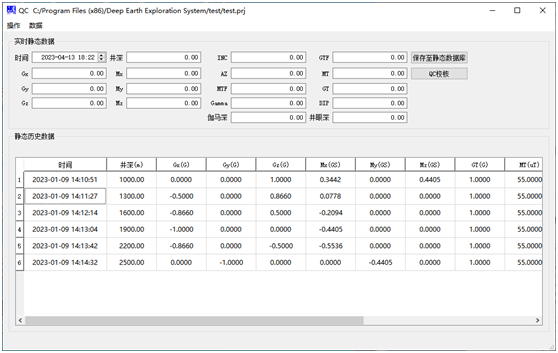 QC C:/Program Files (x86)/Deep Earth Exploration System/test/test.prj
操作 数据
实时静态数据
时间 2023-04-13 18:22 井深 0.00 INC 0.00 GTF 0.00 保存至静态数据库
Gx 0.00 Mx 0.00 AZ 0.00 MT 0.00 QC校核
Gy 0.00 My 0.00 MTF 0.00 GT 0.00
Gz 0.00 Mz 0.00 Gamma 0.00 DIP 0.00
伽马深 0.00 井眼深 0.00
静态历史数据
时间 井深(m) Gx(G) Gy(G) Gz(G) Mx(GS) My(GS) Mz(GS) GT(G) MT(uT)
1 2023-01-09 14:10:51 1000.00 0.0000 0.0000 1.0000 0.3442 0.0000 0.4405 1.0000 55.0000
2 2023-01-09 14:11:27 1300.00 -0.5000 0.0000 0.8660 0.0778 0.0000 0.0000 1.0000 55.0000
3 2023-01-09 14:12:14 1600.00 -0.8660 0.0000 0.5000 -0.2094 0.0000 0.0000 1.0000 55.0000
4 2023-01-09 14:13:04 1900.00 -1.0000 0.0000 0.0000 -0.4405 0.0000 0.0000 1.0000 55.0000
5 2023-01-09 14:13:42 2200.00 -0.8660 0.0000 -0.5000 -0.5536 0.0000 0.0000 1.0000 55.0000
6 2023-01-09 14:14:32 2500.00 0.0000 -1.0000 0.0000 0.0000 -0.4405 0.0000 1.0000 55.0000